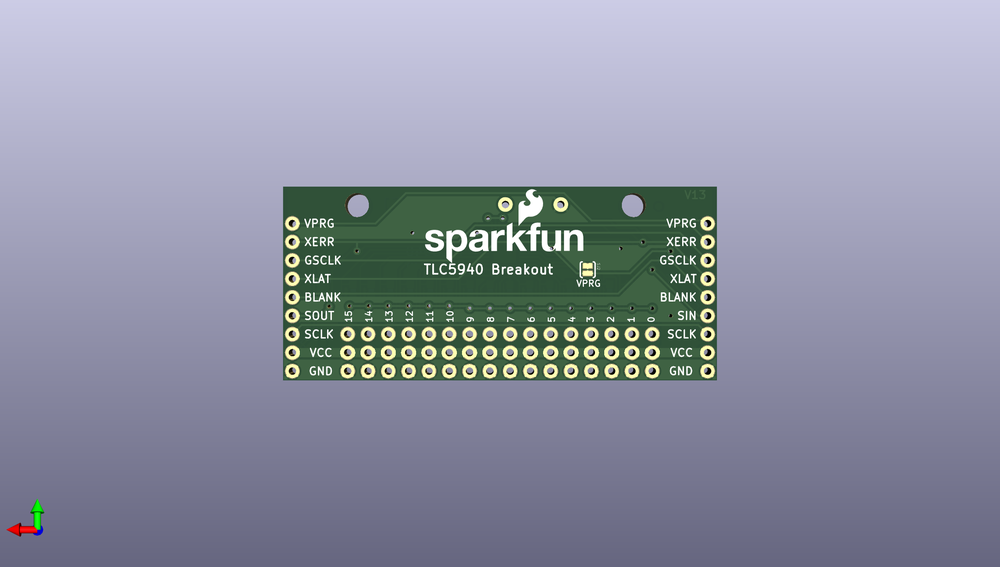 V13
sparkfun
TLC5940 Breakout
VPRG
VPRG
XERR
GSCLK
XLAT
BLANK
SOUT
SCLK
VCC
GND
VPRG
XERR
GSCLK
XLAT
BLANK
SIN
SCLK
VCC
GND
15 14 13 12 11 10 9 8 7 6 5 4 3 2 1 0